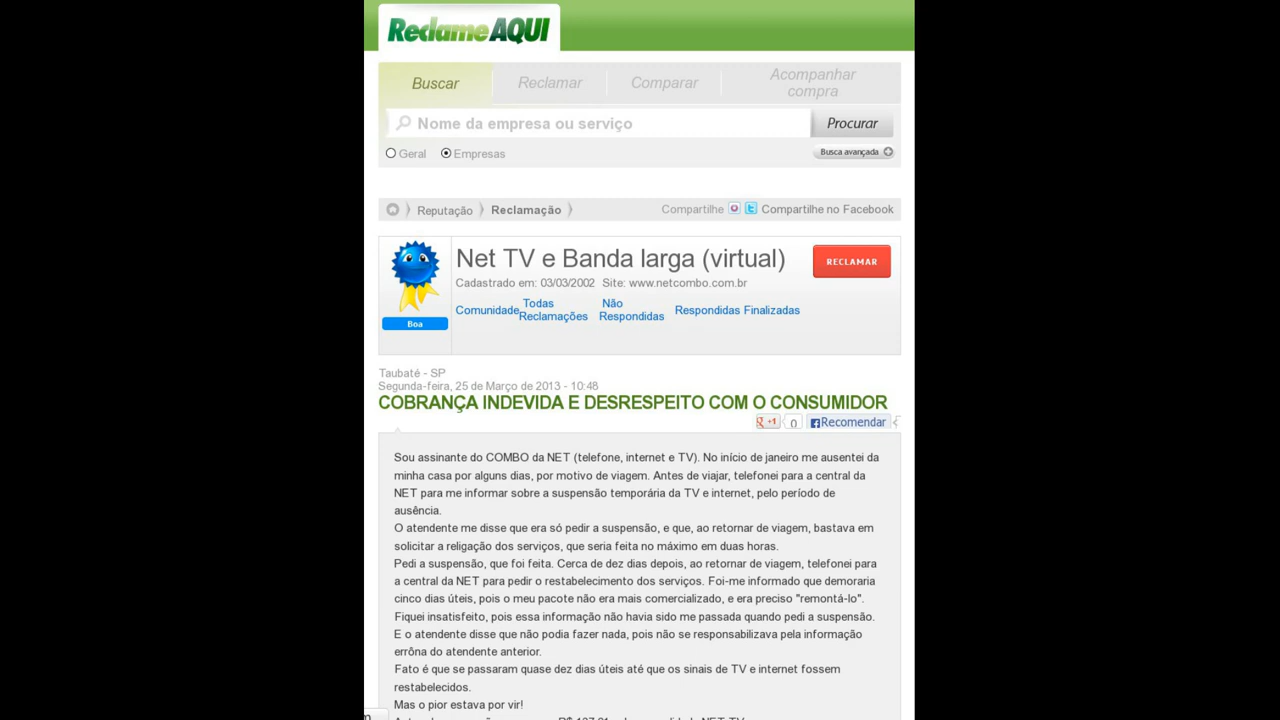 ReclameAQUI
Buscar
Reclamar
Comparar
Acompanhar
compra
Nome da empresa ou serviço
Procurar
Geral
Empresas
Busca avançada
Reputação
Reclamação
Compartilhe
Compartilhe no Facebook
Net TV e Banda larga (virtual)
RECLAMAR
Cadastrado em: 03/03/2002 Site: www.netcombo.com.br
Comunidade
Todas
Reclamações
Não
Respondidas
Respondidas
Finalizadas
Boa
Taubaté - SP
Segunda-feira, 25 de Março de 2013 - 10:48
COBRANÇA INDEVIDA E DESRESPEITO COM O CONSUMIDOR
+1
0
Recomendar
Sou assinante do COMBO da NET (telefone, internet e TV). No início de janeiro me ausentei da
minha casa por alguns dias, por motivo de viagem. Antes de viajar, telefonei para a central da
NET para me informar sobre a suspensão temporária da TV e internet, pelo período de
ausência.
O atendente me disse que era só pedir a suspensão, e que, ao retornar de viagem, bastava em
solicitar a religação dos serviços, que seria feita no máximo em duas horas.
Pedi a suspensão, que foi feita. Cerca de dez dias depois, ao retornar de viagem, telefonei para
a central da NET para pedir o restabelecimento dos serviços. Foi-me informado que demoraria
cinco dias úteis, pois o meu pacote não era mais comercializado, e era preciso "remontá-lo".
Fiquei insatisfeito, pois essa informação não havia sido me passada quando pedi a suspensão.
E o atendente disse que não podia fazer nada, pois não se responsabilizava pela informação
errôna do atendente anterior.
Fato é que se passaram quase dez dias úteis até que os sinais de TV e internet fossem
restabelecidos.
Mas o pior estava por vir!